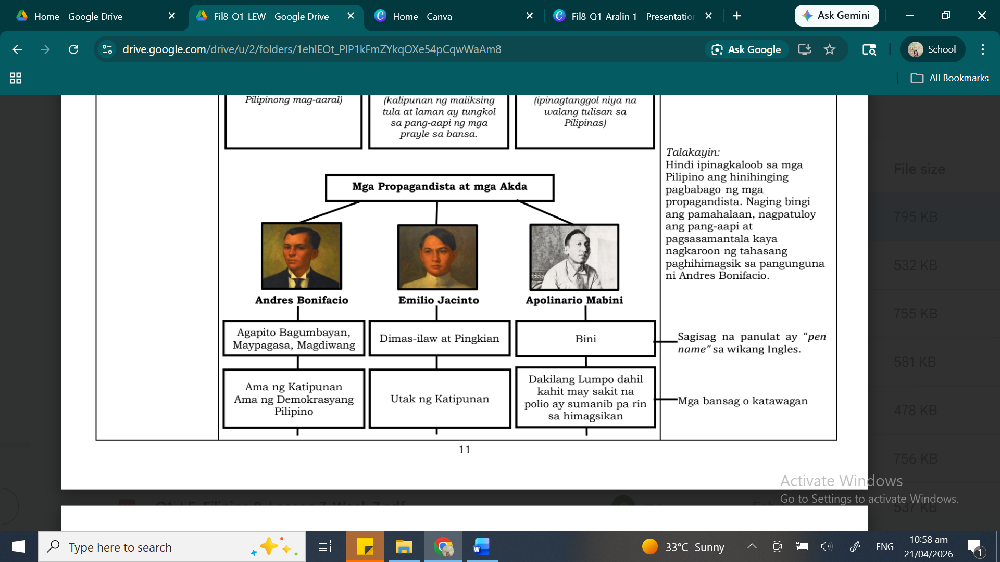 Home - Google Drive
Fil8-Q1-LEW - Google Drive
Home - Canva
Fil8-Q1-Aralin 1 - Presentation
Ask Gemini
drive.google.com/drive/u/2/folders/1ehlEOt_PlP1kFmZYkqOXe54pCqwWaAm8
Ask Google
School
All Bookmarks
Pilipinong mag-aaral)
(kalipunan ng maiiksing
tula at laman ay tungkol
sa pang-aapi ng mga
prayle sa bansa.
(ipinagtanggol niya na
walang tulisan sa
Pilipinas)
Talakayin:
Hindi ipinagkaloob sa mga
Pilipino ang hinihinging
pagbabago ng mga
propagandista. Naging bingi
ang pamahalaan, nagpatuloy
ang pang-aapi at
pagsasamantala kaya
nagkaroon ng tahasang
paghihimagsik sa pangunguna
ni Andres Bonifacio.
Mga Propagandista at mga Akda
Andres Bonifacio
Emilio Jacinto
Apolinario Mabini
Agapito Bagumbayan,
Maypagasa, Magdiwang
Dimas-ilaw at Pingkian
Bini
Sagisag na panulat ay “pen
name” sa wikang Ingles.
Ama ng Katipunan
Ama ng Demokrasyang
Pilipino
Utak ng Katipunan
Dakilang Lumpo dahil
kahit may sakit na
polio ay sumanib pa rin
sa himagsikan
Mga bansag o katawagan
11
File size
795 KB
532 KB
755 KB
581 KB
478 KB
756 KB
537 KB
Activate Windows
Go to Settings to activate Windows.
Type here to search
33°C Sunny
ENG
10:58 am
21/04/2026
1